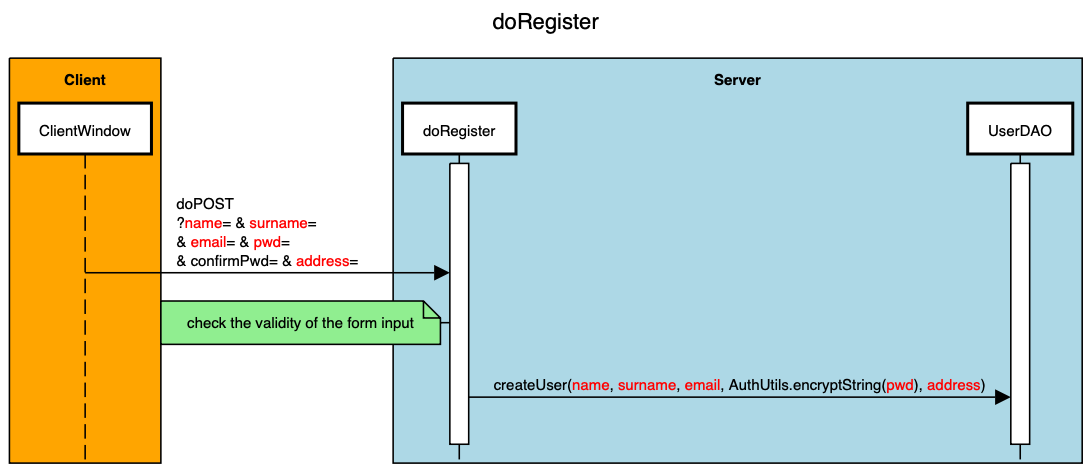 doRegister
Client
Server
ClientWindow
doRegister
UserDAO
doPOST
?name= & surname=
& email= & pwd=
& confirmPwd= & address=
check the validity of the form input
createUser(name, surname, email, AuthUtils.encryptString(pwd), address)